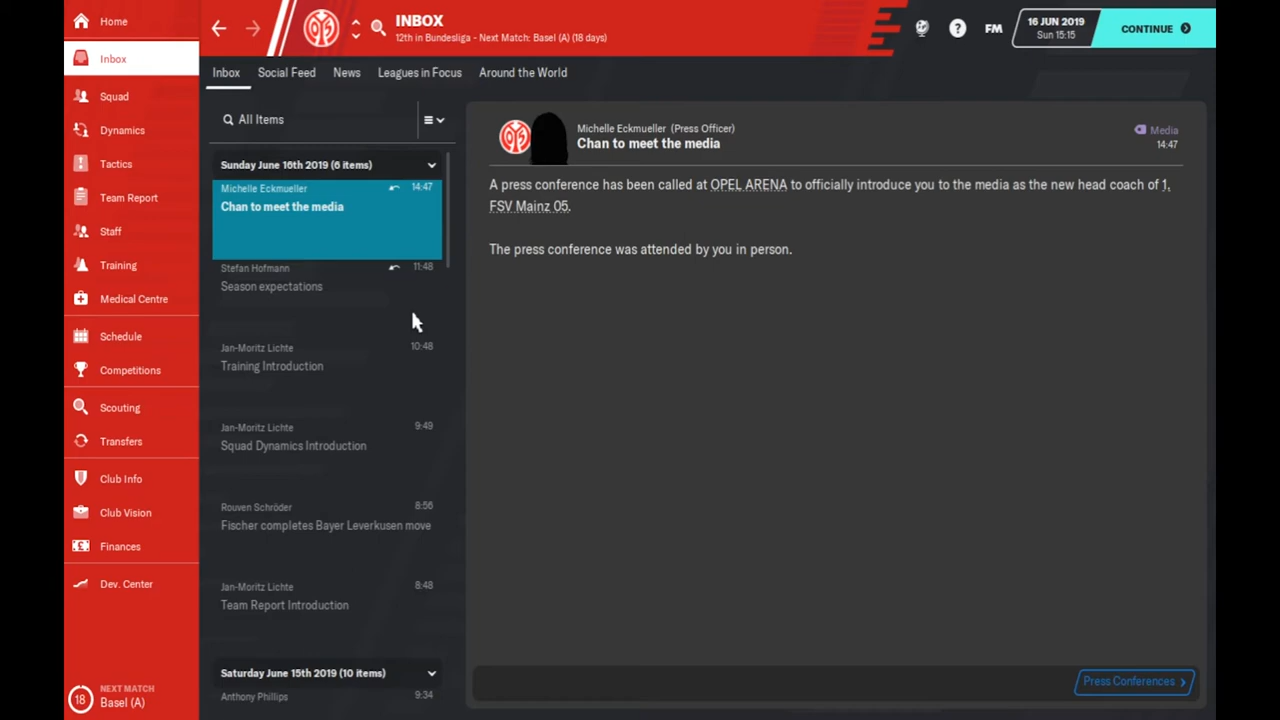 Home
Inbox
Squad
Dynamics
Tactics
Team Report
Staff
Training
Medical Centre
Schedule
Competitions
Scouting
Transfers
Club Info
Club Vision
Finances
Dev. Center
18
NEXT MATCH
Basel (A)
INBOX
12th in Bundesliga - Next Match: Basel (A) (18 days)
FM
16 JUN 2019
Sun 15:15
CONTINUE
Inbox Social Feed News Leagues in Focus Around the World
All Items
Sunday June 16th 2019 (6 items)
Michelle Eckmueller 14:47
Chan to meet the media
Stefan Hofmann 11:48
Season expectations
Jan-Moritz Lichte 10:48
Training Introduction
Jan-Moritz Lichte 9:49
Squad Dynamics Introduction
Rouven Schröder 8:56
Fischer completes Bayer Leverkusen move
Jan-Moritz Lichte 8:48
Team Report Introduction
Saturday June 15th 2019 (10 items)
Anthony Phillips 9:34
Michelle Eckmueller (Press Officer)
Chan to meet the media
Media
14:47
A press conference has been called at OPEL ARENA to officially introduce you to the media as the new head coach of 1.
FSV Mainz 05.
The press conference was attended by you in person.
Press Conferences